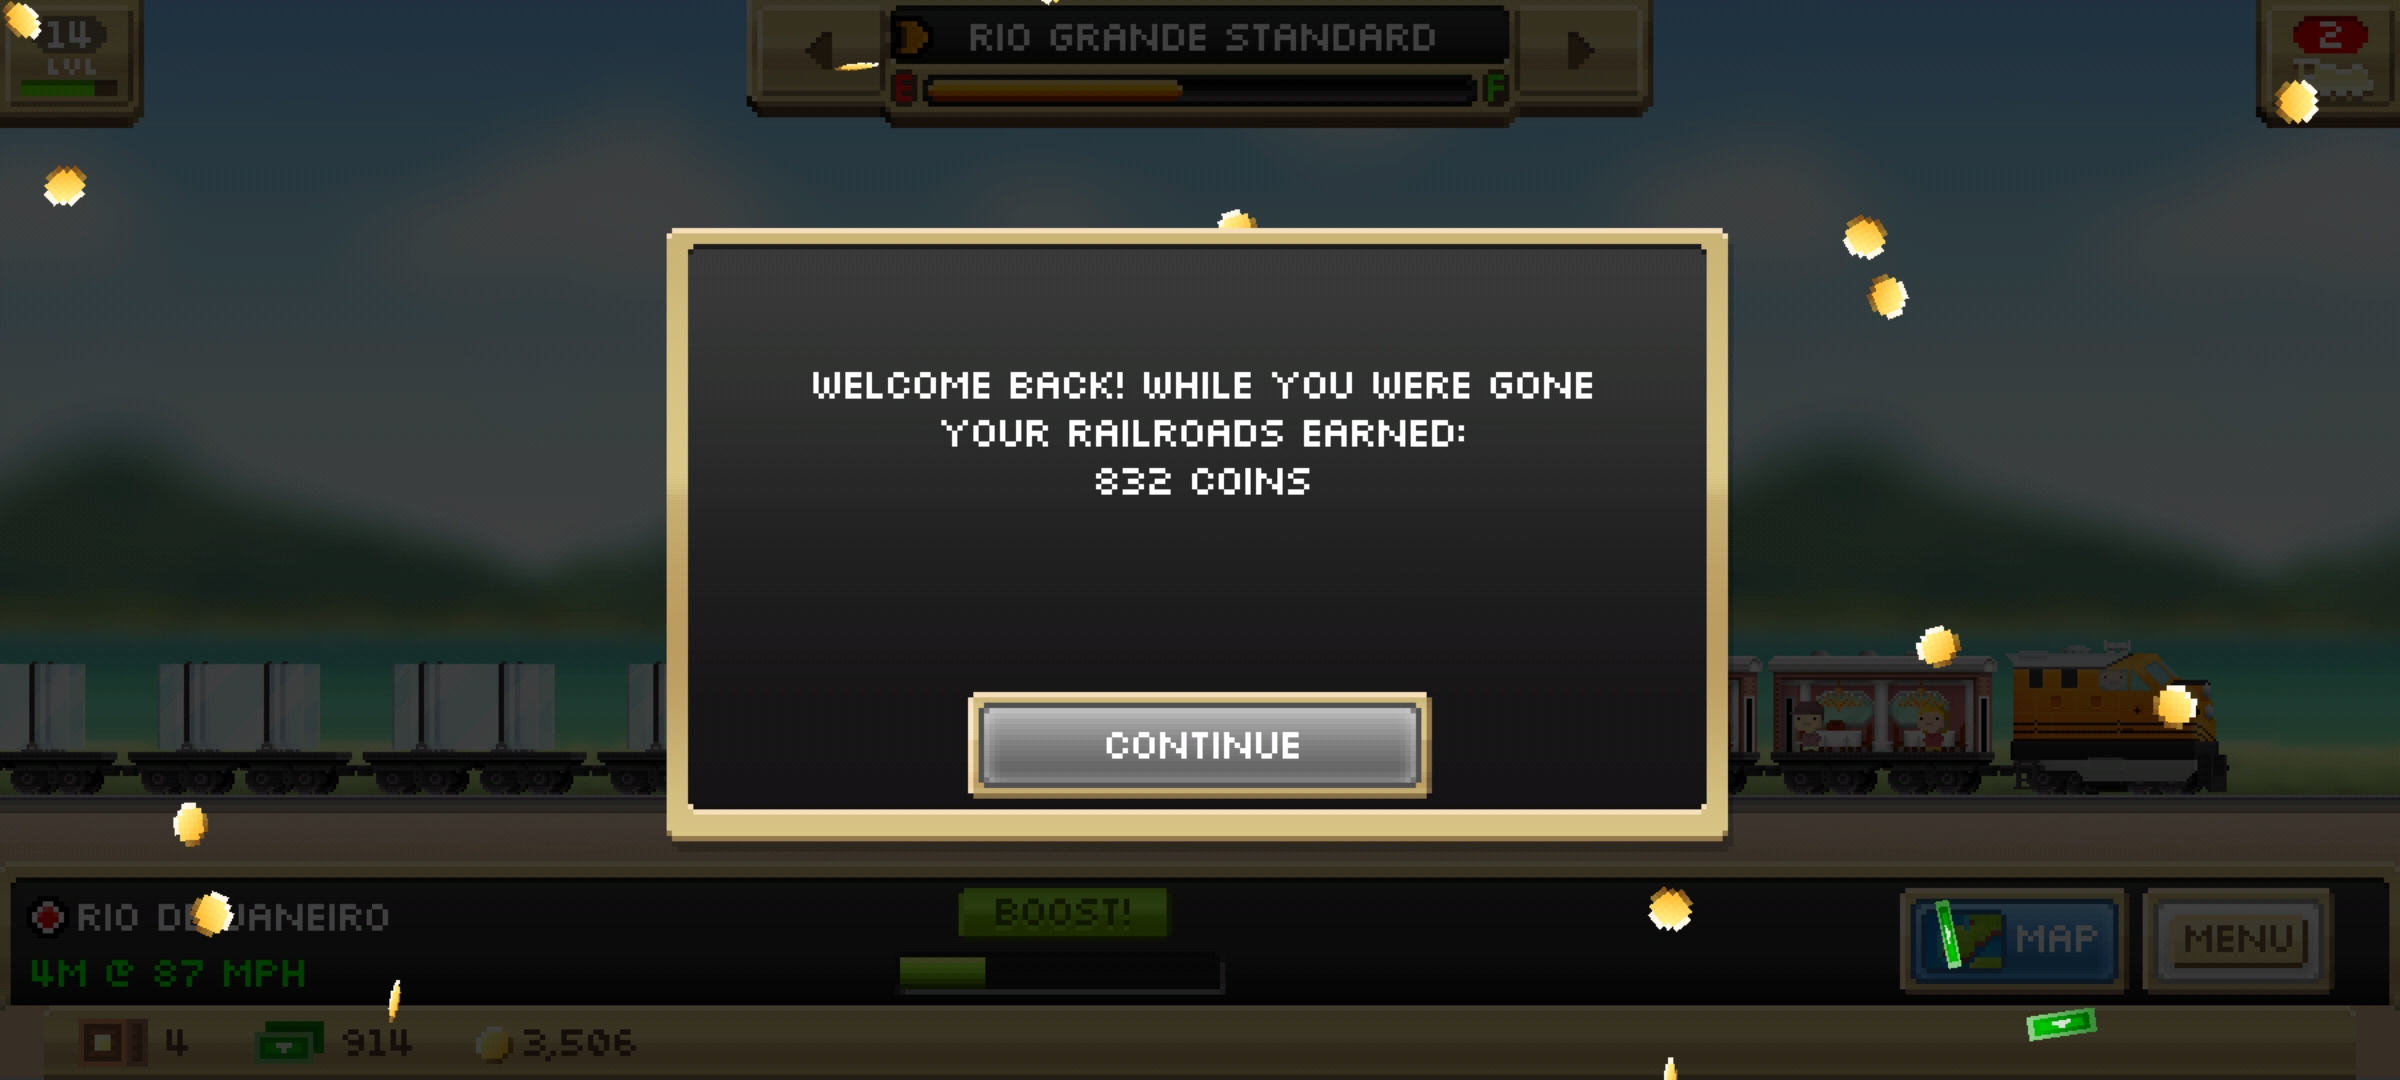 14
LVL
RIO GRANDE STANDARD
E F
2
WELCOME BACK! WHILE YOU WERE GONE
YOUR RAILROADS EARNED:
832 COINS
CONTINUE
RIO DE JANEIRO
4M @ 87 MPH
BOOST!
MAP
MENU
4 914 3,506